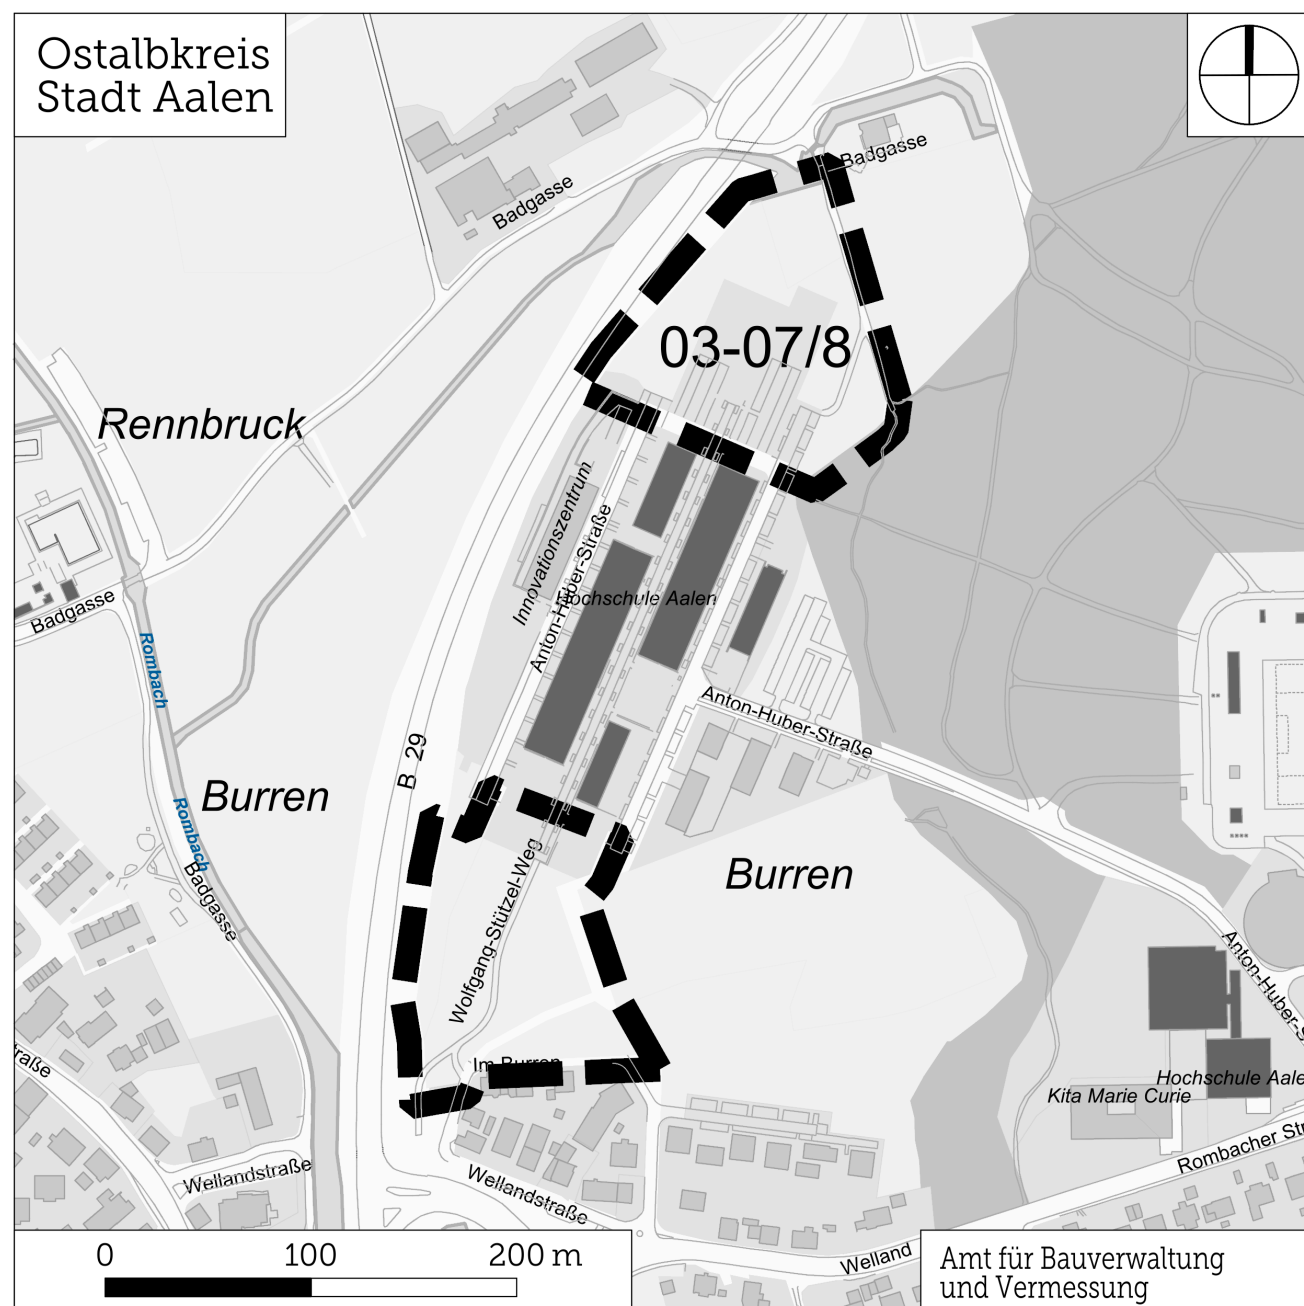 Ostalbkreis
Stadt Aalen
Badgasse
Badgasse
03-07/8
Rennbruck
Innovationszentrum
Anton-Huber-Straße
Hochschule Aalen
Badgasse
Rombach
Anton-Huber-Straße
B 29
Burren
Rombach
Badgasse
Burren
Wolfgang-Stützel-Weg
Anton-Huber-S
Im Burren
raße
Hochschule Aale
Kita Marie Curie
Rombacher Str
Wellandstraße
Wellandstraße
Welland
0 100 200 m
Amt für Bauverwaltung
und Vermessung